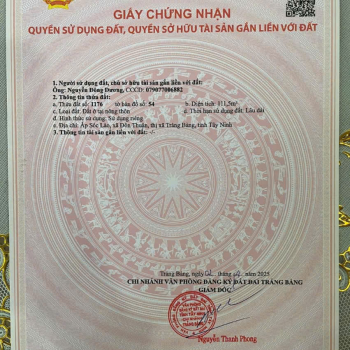 GIẤY CHỨNG NHẬN
QUYỀN SỬ DỤNG ĐẤT, QUYỀN SỞ HỮU TÀI SẢN GẮN LIỀN VỚI ĐẤT
1. Người sử dụng đất, chủ sở hữu tài sản gắn liền với đất:
Ông: Nguyễn Đông Dương, CCCD: 079077006882
2. Thông tin thửa đất:
a. Thửa đất số: 1176 tờ bản đồ số: 54 b. Diện tích: 111,5m²
c. Loại đất: Đất ở tại nông thôn d. Thời hạn sử dụng đất: Lâu dài
đ. Hình thức sử dụng: Sử dụng riêng
e. Địa chỉ: Ấp Sóc Lào, xã Đôn Thuận, thị xã Trảng Bàng, tỉnh Tây Ninh
3. Thông tin tài sản gắn liền với đất: -/-
Trảng Bàng, ngày tháng năm 2025
CHI NHÁNH VĂN PHÒNG ĐĂNG KÝ ĐẤT ĐAI TRẢNG BÀNG
GIÁM ĐỐC
Nguyễn Thanh Phong